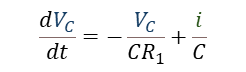 dV_C/dt = − V_C/(CR_1) + i/C